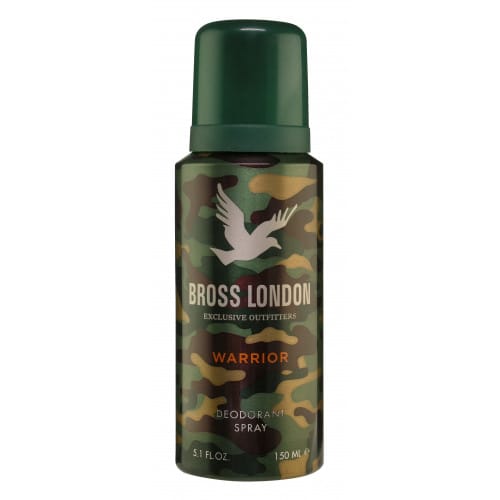 BROSS LONDON
EXCLUSIVE OUTFITTERS
WARRIOR
DEODORANT
SPRAY
5.1 FL.OZ. 150 ML e